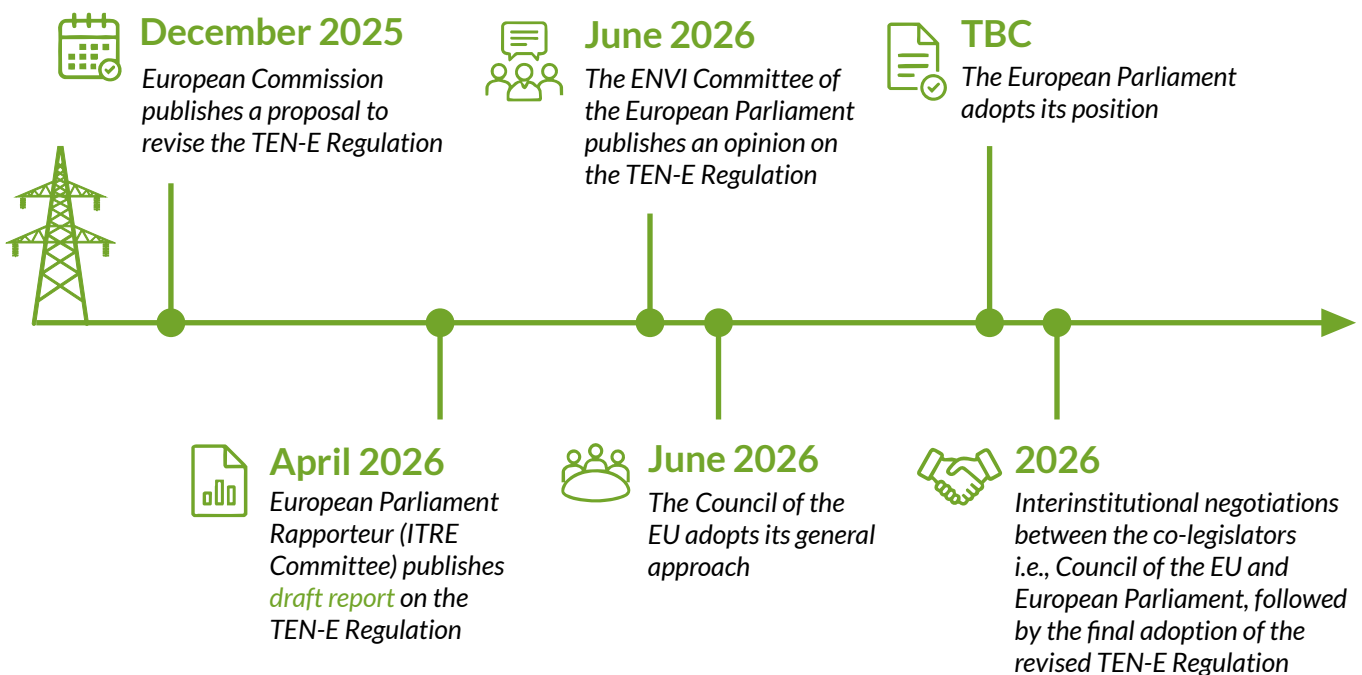 December 2025
European Commission
publishes a proposal to
revise the TEN-E Regulation
June 2026
The ENVI Committee of
the European Parliament
publishes an opinion on
the TEN-E Regulation
TBC
The European Parliament
adopts its position
April 2026
European Parliament
Rapporteur (ITRE
Committee) publishes
draft report on the
TEN-E Regulation
June 2026
The Council of the
EU adopts its general
approach
2026
Interinstitutional negotiations
between the co-legislators
i.e., Council of the EU and
European Parliament, followed
by the final adoption of the
revised TEN-E Regulation